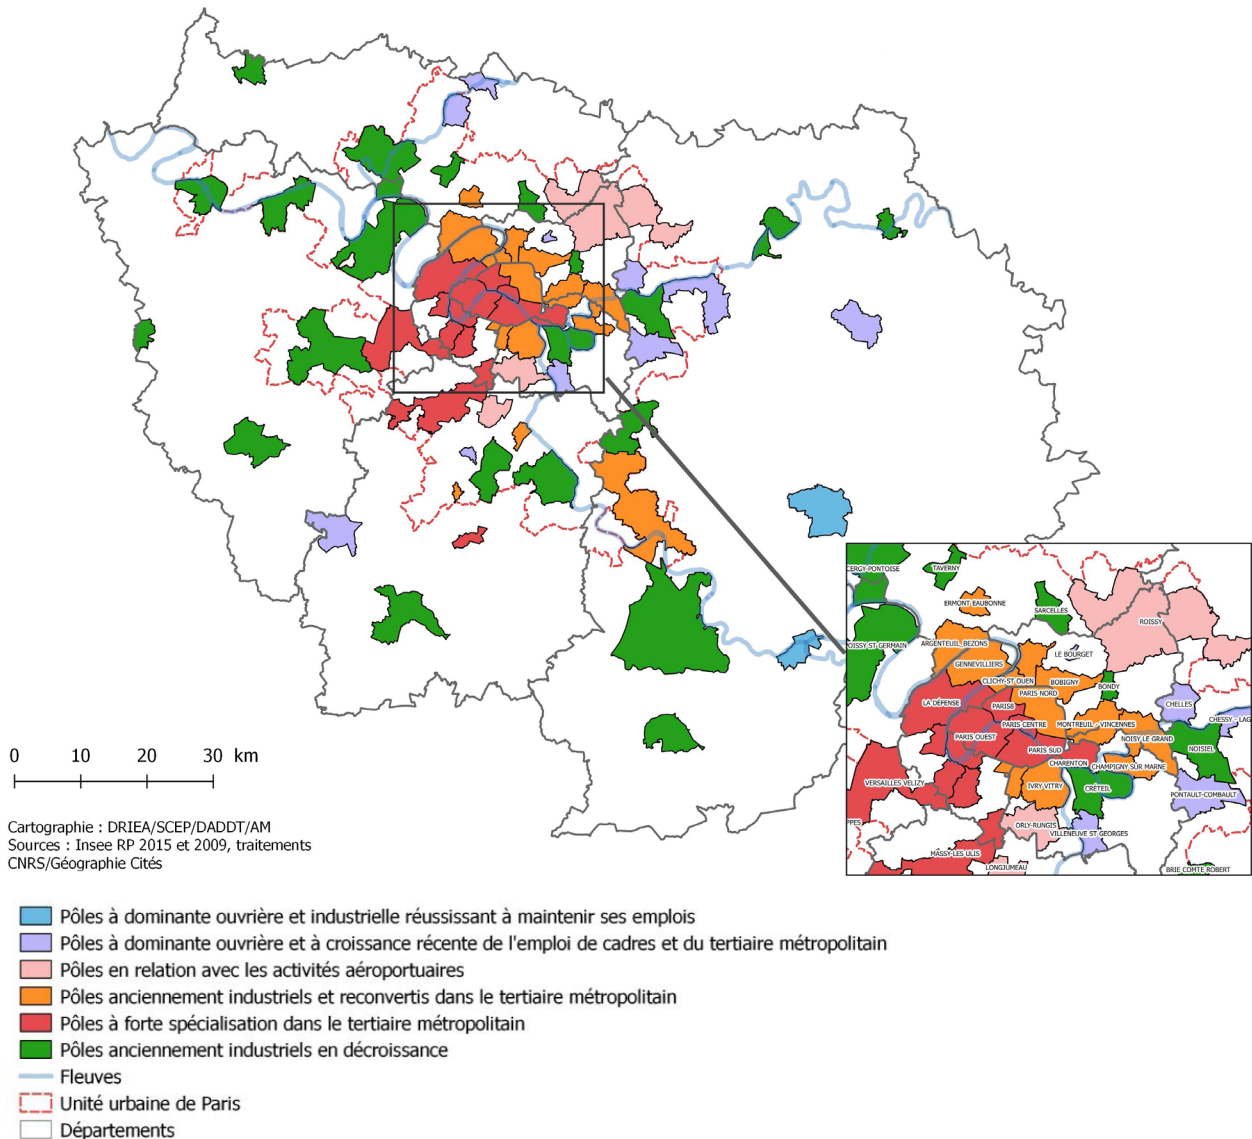 CERGY-PONTOISE
TAVERNY
ERMONT EAUBONNE
SARCELLES
ROISSY
OISSY ST GERMAIN
ARGENTEUIL BEZONS
LE BOURGET
GENNEVILLIERS
CLICHY-ST OUEN
BOBIGNY
BONDY
PARIS NORD
LA DÉFENSE
PARIS8
CHELLES
CHESSY - LAG
PARIS CENTRE
MONTREUIL - VINCENNES
PARIS OUEST
NOISY LE GRAND
NOISIEL
PARIS SUD
CHARENTON
CHAMPIGNY SUR MARNE
VERSAILLES VELIZY
IVRY VITRY
CRÉTEIL
PONTAULT-COMBAULT
PPES
ORLY-RUNGIS
VILLENEUVE ST GEORGES
MASSY-LES ULIS
LONGJUMEAU
BRIE COMTE ROBERT
0 10 20 30 km
Cartographie : DRIEA/SCEP/DADDT/AM
Sources : Insee RP 2015 et 2009, traitements
CNRS/Géographie Cités
Pôles à dominante ouvrière et industrielle réussissant à maintenir ses emplois
Pôles à dominante ouvrière et à croissance récente de l'emploi de cadres et du tertiaire métropolitain
Pôles en relation avec les activités aéroportuaires
Pôles anciennement industriels et reconvertis dans le tertiaire métropolitain
Pôles à forte spécialisation dans le tertiaire métropolitain
Pôles anciennement industriels en décroissance
Fleuves
Unité urbaine de Paris
Départements